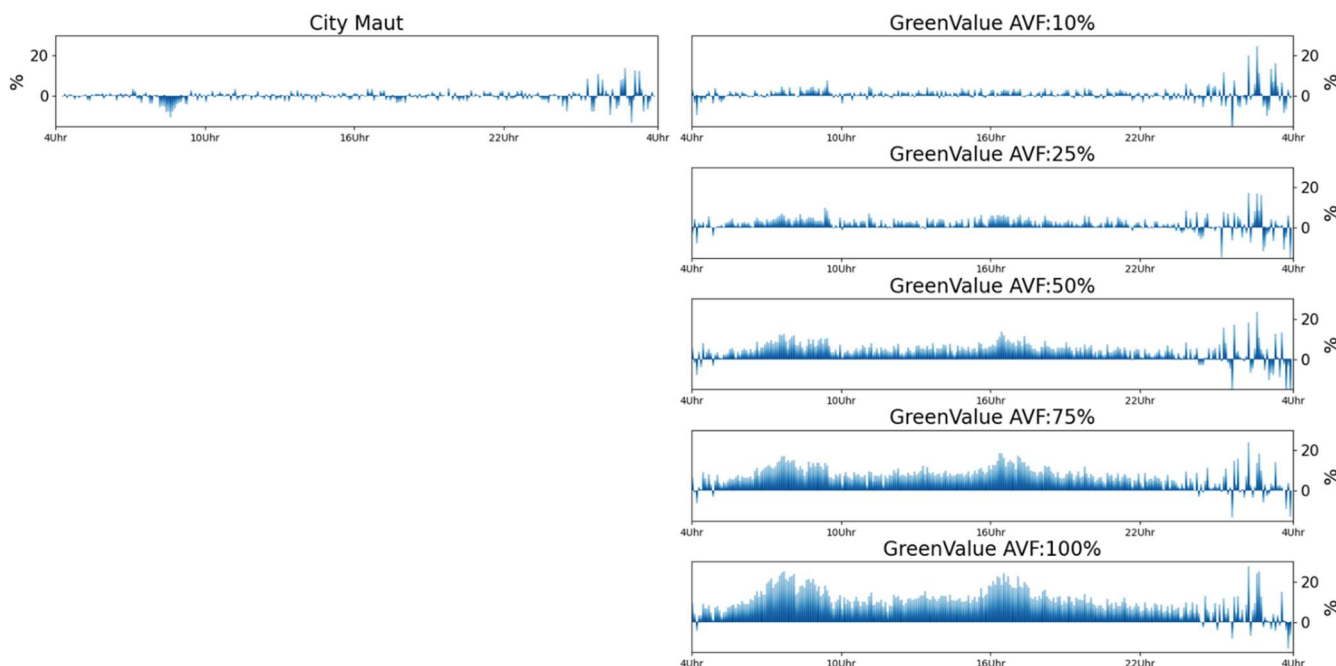 City Maut
20
0
%
4Uhr 10Uhr 16Uhr 22Uhr 4Uhr
GreenValue AVF:10%
20
0
%
4Uhr 10Uhr 16Uhr 22Uhr 4Uhr
GreenValue AVF:25%
20
0
%
4Uhr 10Uhr 16Uhr 22Uhr 4Uhr
GreenValue AVF:50%
20
0
%
4Uhr 10Uhr 16Uhr 22Uhr 4Uhr
GreenValue AVF:75%
20
0
%
4Uhr 10Uhr 16Uhr 22Uhr 4Uhr
GreenValue AVF:100%
20
0
%
4Uhr 10Uhr 16Uhr 22Uhr 4Uhr